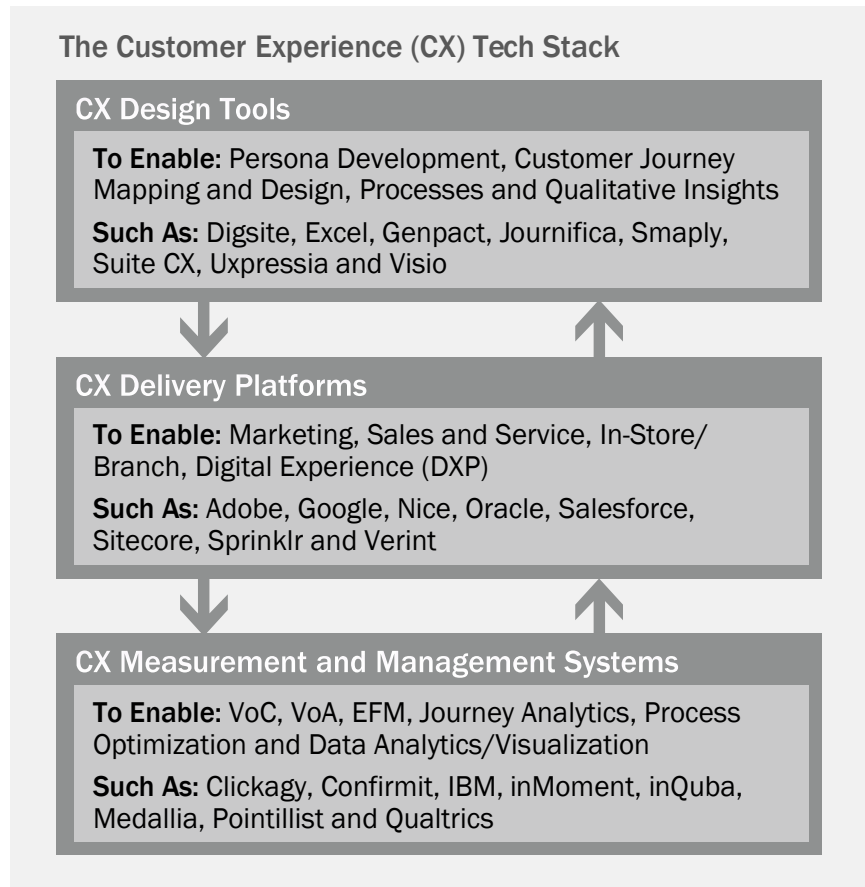 The Customer Experience (CX) Tech Stack
CX Design Tools
To Enable: Persona Development, Customer Journey
Mapping and Design, Processes and Qualitative Insights
Such As: Digsite, Excel, Genpact, Journifica, Smaply,
Suite CX, Uxpressia and Visio
CX Delivery Platforms
To Enable: Marketing, Sales and Service, In-Store/
Branch, Digital Experience (DXP)
Such As: Adobe, Google, Nice, Oracle, Salesforce,
Sitecore, Sprinklr and Verint
CX Measurement and Management Systems
To Enable: VoC, VoA, EFM, Journey Analytics, Process
Optimization and Data Analytics/Visualization
Such As: Clickagy, Confirmit, IBM, inMoment, inQuba,
Medallia, Pointillist and Qualtrics